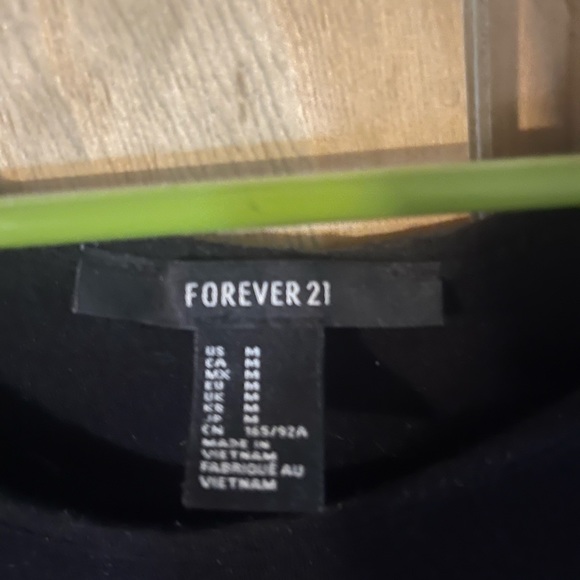 FOREVER 21
US M
CA M
MX M
EU M
UK M
KR M
JP M
CN 165/92A
MADE IN
VIETNAM
FABRIQUÉ AU
VIETNAM